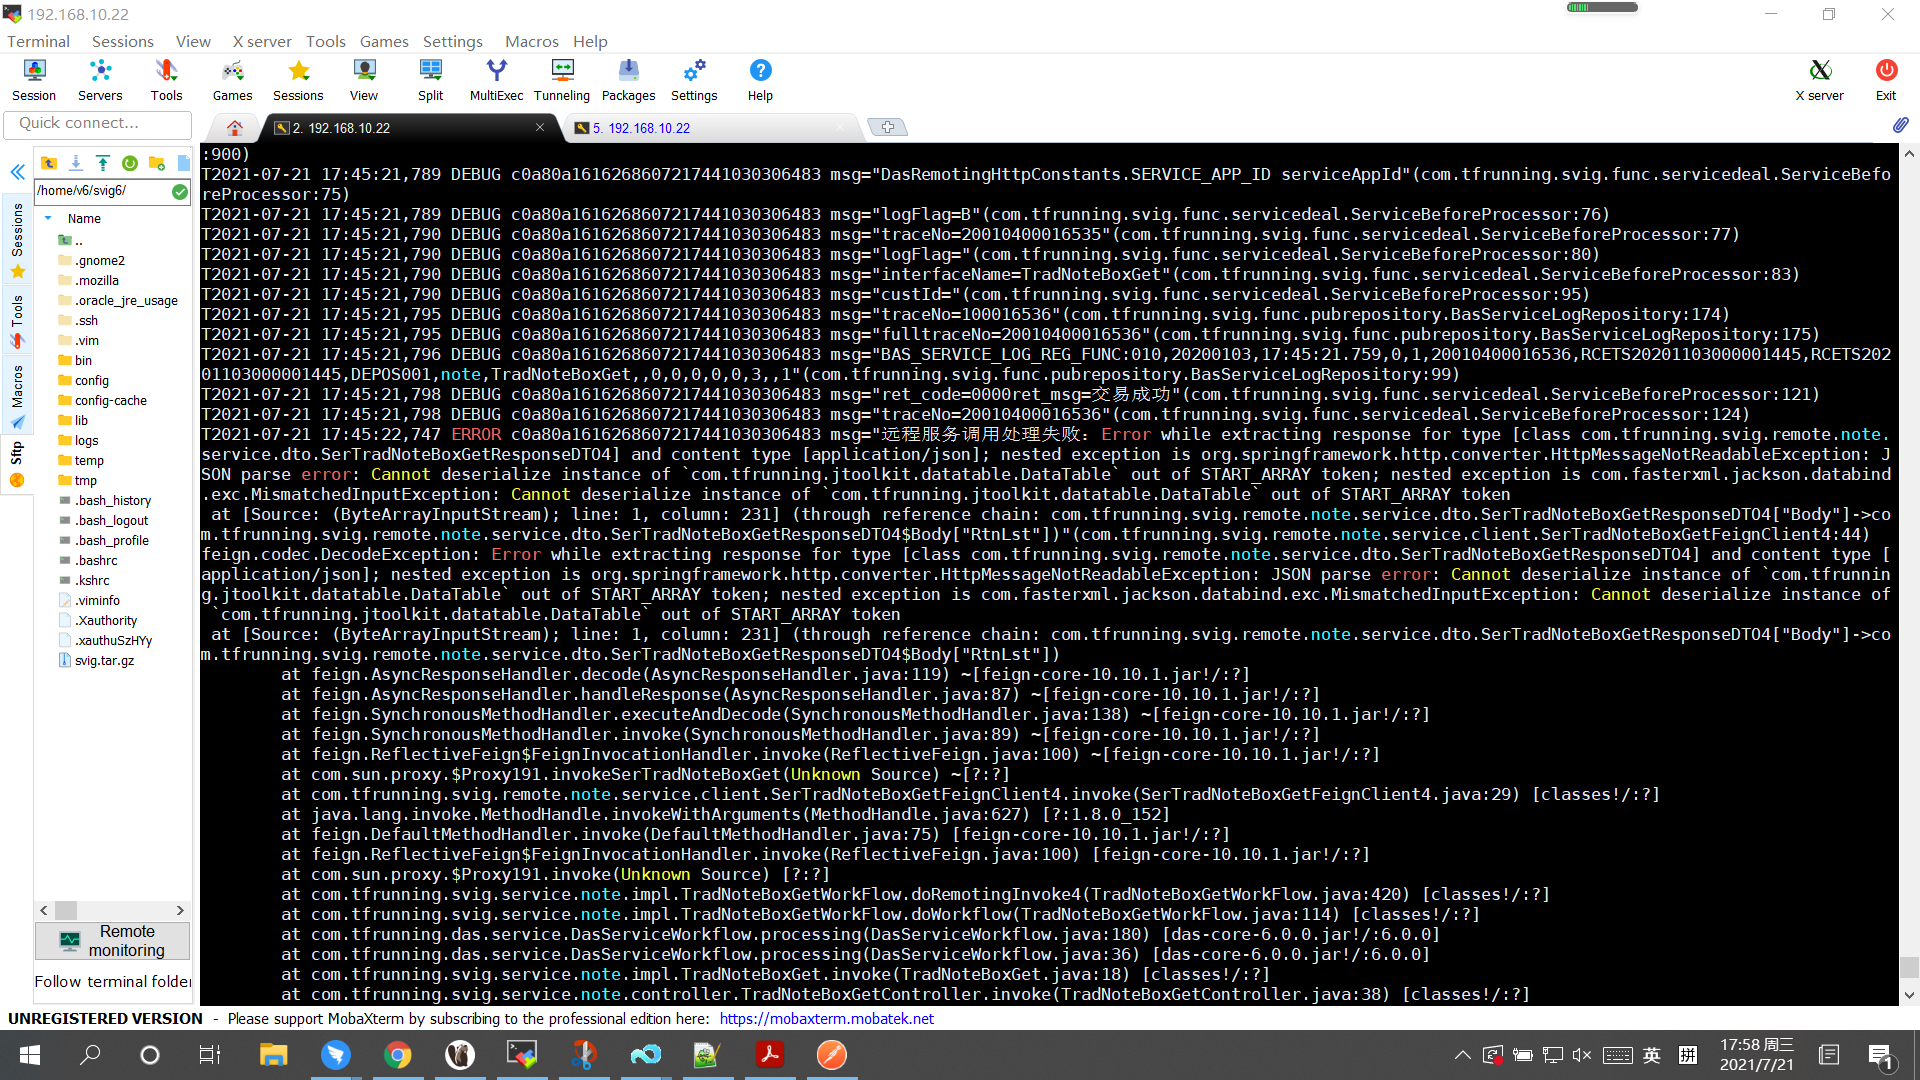 192.168.10.22
Terminal Sessions View X server Tools Games Settings Macros Help
Session Servers Tools Games Sessions View Split MultiExec Tunneling Packages Settings Help X server Exit
Quick connect...
2. 192.168.10.22
5. 192.168.10.22
Sessions
Tools
Macros
Sftp
/home/v6/svig6/
Name
..
.gnome2
.mozilla
.oracle_jre_usage
.ssh
.vim
bin
config
config-cache
lib
logs
temp
tmp
.bash_history
.bash_logout
.bash_profile
.bashrc
.kshrc
.viminfo
.Xauthority
.xauthuSzHYy
svig.tar.gz
Remote
monitoring
Follow terminal folder
:900)
T2021-07-21 17:45:21,789 DEBUG c0a80a1616268607217441030306483 msg="DasRemotingHttpConstants.SERVICE_APP_ID serviceAppId"(com.tfrunning.svig.func.servicedeal.ServiceBefo
reProcessor:75)
T2021-07-21 17:45:21,789 DEBUG c0a80a1616268607217441030306483 msg="logFlag=B"(com.tfrunning.svig.func.servicedeal.ServiceBeforeProcessor:76)
T2021-07-21 17:45:21,790 DEBUG c0a80a1616268607217441030306483 msg="traceNo=20010400016535"(com.tfrunning.svig.func.servicedeal.ServiceBeforeProcessor:77)
T2021-07-21 17:45:21,790 DEBUG c0a80a1616268607217441030306483 msg="logFlag="(com.tfrunning.svig.func.servicedeal.ServiceBeforeProcessor:80)
T2021-07-21 17:45:21,790 DEBUG c0a80a1616268607217441030306483 msg="interfaceName=TradNoteBoxGet"(com.tfrunning.svig.func.servicedeal.ServiceBeforeProcessor:83)
T2021-07-21 17:45:21,790 DEBUG c0a80a1616268607217441030306483 msg="custId="(com.tfrunning.svig.func.servicedeal.ServiceBeforeProcessor:95)
T2021-07-21 17:45:21,795 DEBUG c0a80a1616268607217441030306483 msg="traceNo=100016536"(com.tfrunning.svig.func.pubrepository.BasServiceLogRepository:174)
T2021-07-21 17:45:21,795 DEBUG c0a80a1616268607217441030306483 msg="fulltraceNo=20010400016536"(com.tfrunning.svig.func.pubrepository.BasServiceLogRepository:175)
T2021-07-21 17:45:21,796 DEBUG c0a80a1616268607217441030306483 msg="BAS_SERVICE_LOG_REG_FUNC:010,20200103,17:45:21.759,0,1,20010400016536,RCETS20201103000001445,RCETS202
01103000001445,DEPOS001,note,TradNoteBoxGet,,0,0,0,0,0,3,,1"(com.tfrunning.svig.func.pubrepository.BasServiceLogRepository:99)
T2021-07-21 17:45:21,798 DEBUG c0a80a1616268607217441030306483 msg="ret_code=0000ret_msg=交易成功"(com.tfrunning.svig.func.servicedeal.ServiceBeforeProcessor:121)
T2021-07-21 17:45:21,798 DEBUG c0a80a1616268607217441030306483 msg="traceNo=20010400016536"(com.tfrunning.svig.func.servicedeal.ServiceBeforeProcessor:124)
T2021-07-21 17:45:22,747 ERROR c0a80a1616268607217441030306483 msg="远程服务调用处理失败：Error while extracting response for type [class com.tfrunning.svig.remote.note.
service.dto.SerTradNoteBoxGetResponseDTO4] and content type [application/json]; nested exception is org.springframework.http.converter.HttpMessageNotReadableException: J
SON parse error: Cannot deserialize instance of `com.tfrunning.jtoolkit.datatable.DataTable` out of START_ARRAY token; nested exception is com.fasterxml.jackson.databind
.exc.MismatchedInputException: Cannot deserialize instance of `com.tfrunning.jtoolkit.datatable.DataTable` out of START_ARRAY token
at [Source: (ByteArrayInputStream); line: 1, column: 231] (through reference chain: com.tfrunning.svig.remote.note.service.dto.SerTradNoteBoxGetResponseDTO4["Body"]->co
m.tfrunning.svig.remote.note.service.dto.SerTradNoteBoxGetResponseDTO4$Body["RtnLst"])"(com.tfrunning.svig.remote.note.service.client.SerTradNoteBoxGetFeignClient4:44)
feign.codec.DecodeException: Error while extracting response for type [class com.tfrunning.svig.remote.note.service.dto.SerTradNoteBoxGetResponseDTO4] and content type [
application/json]; nested exception is org.springframework.http.converter.HttpMessageNotReadableException: JSON parse error: Cannot deserialize instance of `com.tfrunnin
g.jtoolkit.datatable.DataTable` out of START_ARRAY token; nested exception is com.fasterxml.jackson.databind.exc.MismatchedInputException: Cannot deserialize instance of
`com.tfrunning.jtoolkit.datatable.DataTable` out of START_ARRAY token
at [Source: (ByteArrayInputStream); line: 1, column: 231] (through reference chain: com.tfrunning.svig.remote.note.service.dto.SerTradNoteBoxGetResponseDTO4["Body"]->co
m.tfrunning.svig.remote.note.service.dto.SerTradNoteBoxGetResponseDTO4$Body["RtnLst"])
at feign.AsyncResponseHandler.decode(AsyncResponseHandler.java:119) ~[feign-core-10.10.1.jar!/:?]
at feign.AsyncResponseHandler.handleResponse(AsyncResponseHandler.java:87) ~[feign-core-10.10.1.jar!/:?]
at feign.SynchronousMethodHandler.executeAndDecode(SynchronousMethodHandler.java:138) ~[feign-core-10.10.1.jar!/:?]
at feign.SynchronousMethodHandler.invoke(SynchronousMethodHandler.java:89) ~[feign-core-10.10.1.jar!/:?]
at feign.ReflectiveFeign$FeignInvocationHandler.invoke(ReflectiveFeign.java:100) ~[feign-core-10.10.1.jar!/:?]
at com.sun.proxy.$Proxy191.invokeSerTradNoteBoxGet(Unknown Source) ~[?:?]
at com.tfrunning.svig.remote.note.service.client.SerTradNoteBoxGetFeignClient4.invoke(SerTradNoteBoxGetFeignClient4.java:29) [classes!/:?]
at java.lang.invoke.MethodHandle.invokeWithArguments(MethodHandle.java:627) [?:1.8.0_152]
at feign.DefaultMethodHandler.invoke(DefaultMethodHandler.java:75) [feign-core-10.10.1.jar!/:?]
at feign.ReflectiveFeign$FeignInvocationHandler.invoke(ReflectiveFeign.java:100) [feign-core-10.10.1.jar!/:?]
at com.sun.proxy.$Proxy191.invoke(Unknown Source) [?:?]
at com.tfrunning.svig.service.note.impl.TradNoteBoxGetWorkFlow.doRemotingInvoke4(TradNoteBoxGetWorkFlow.java:420) [classes!/:?]
at com.tfrunning.svig.service.note.impl.TradNoteBoxGetWorkFlow.doWorkflow(TradNoteBoxGetWorkFlow.java:114) [classes!/:?]
at com.tfrunning.das.service.DasServiceWorkflow.processing(DasServiceWorkflow.java:180) [das-core-6.0.0.jar!/:6.0.0]
at com.tfrunning.das.service.DasServiceWorkflow.processing(DasServiceWorkflow.java:36) [das-core-6.0.0.jar!/:6.0.0]
at com.tfrunning.svig.service.note.impl.TradNoteBoxGet.invoke(TradNoteBoxGet.java:18) [classes!/:?]
at com.tfrunning.svig.service.note.controller.TradNoteBoxGetController.invoke(TradNoteBoxGetController.java:38) [classes!/:?]
UNREGISTERED VERSION - Please support MobaXterm by subscribing to the professional edition here: https://mobaxterm.mobatek.net
英 拼 17:58 周三
2021/7/21
1